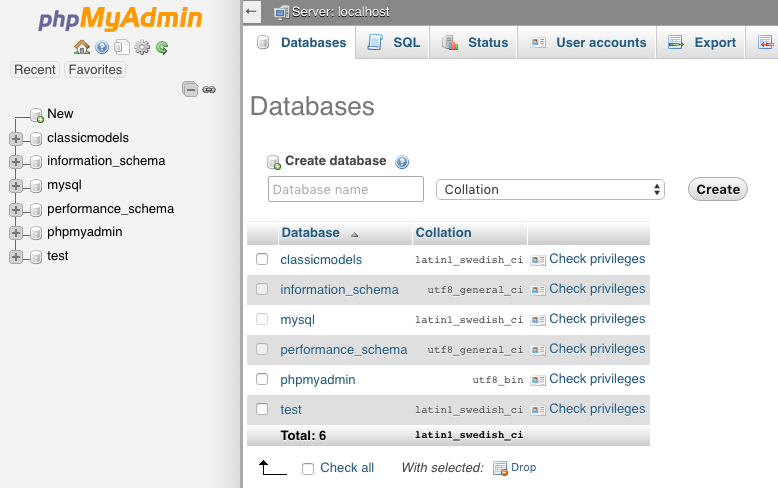 phpMyAdmin
Recent Favorites
New
classicmodels
information_schema
mysql
performance_schema
phpmyadmin
test
Server: localhost
Databases SQL Status User accounts Export
Databases
Create database
Database name Collation Create
Database Collation
classicmodels latin1_swedish_ci Check privileges
information_schema utf8_general_ci Check privileges
mysql latin1_swedish_ci Check privileges
performance_schema utf8_general_ci Check privileges
phpmyadmin utf8_bin Check privileges
test latin1_swedish_ci Check privileges
Total: 6 latin1_swedish_ci
Check all With selected: Drop